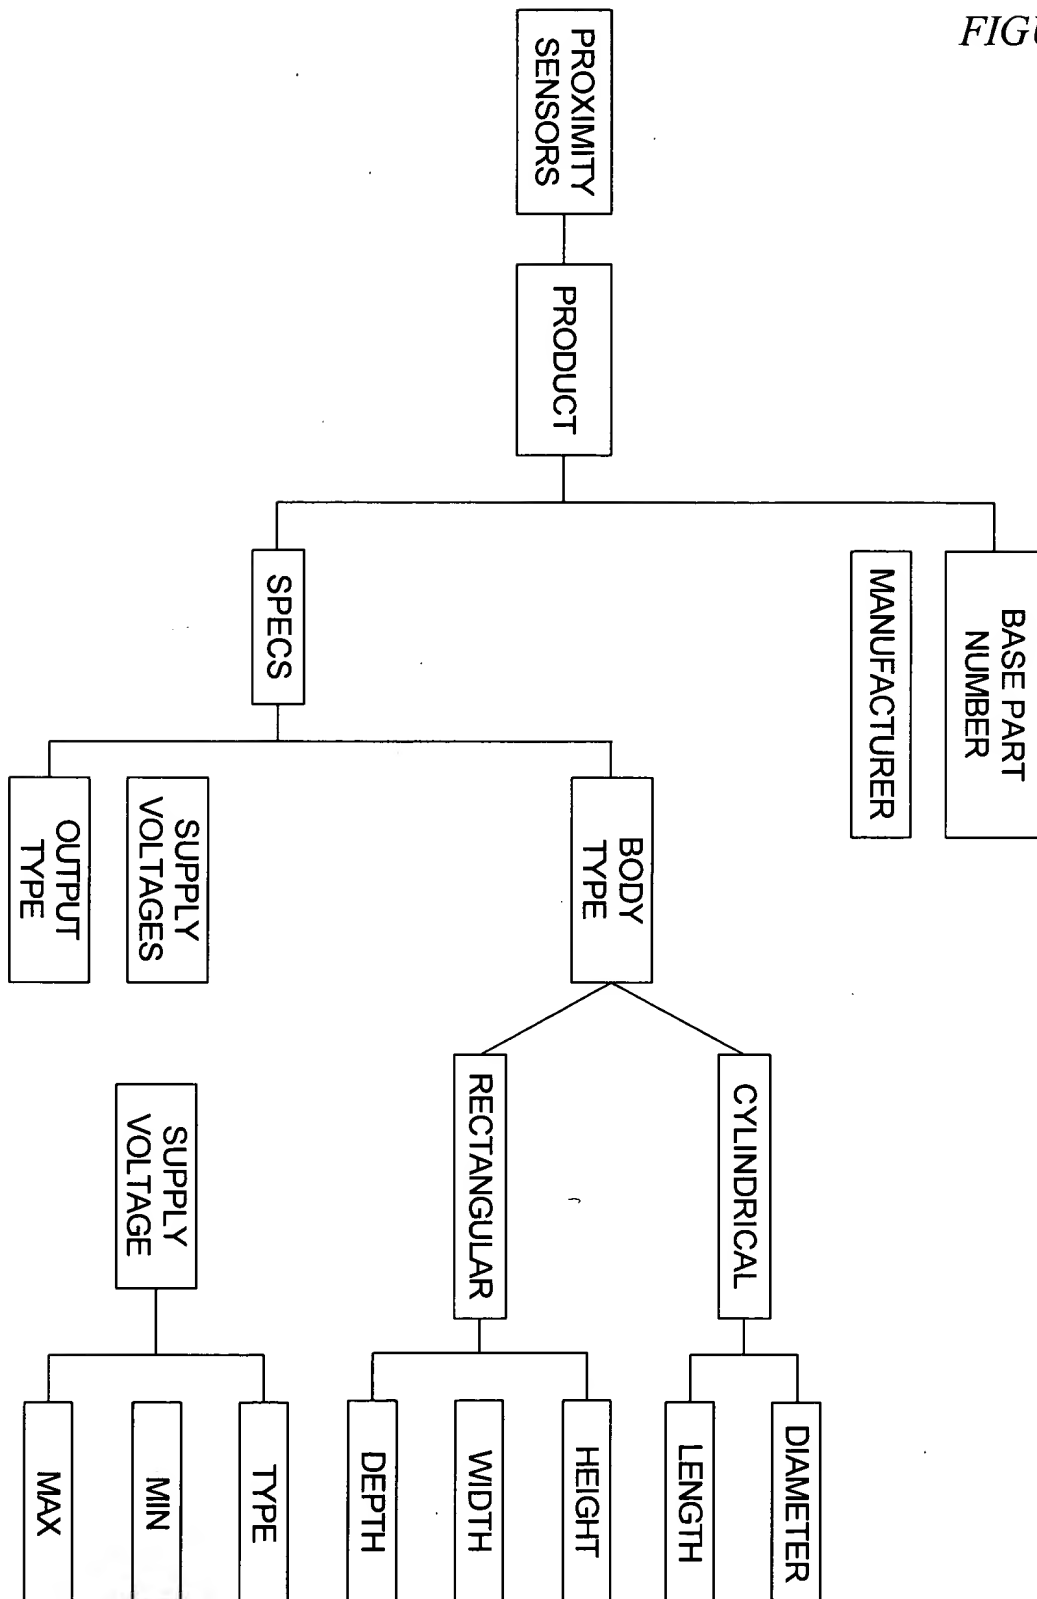 FIGU
PROXIMITY
SENSORS
PRODUCT
BASE PART
NUMBER
MANUFACTURER
SPECS
BODY
TYPE
SUPPLY
VOLTAGES
OUTPUT
TYPE
CYLINDRICAL
RECTANGULAR
SUPPLY
VOLTAGE
DIAMETER
LENGTH
HEIGHT
WIDTH
DEPTH
TYPE
MIN
MAX